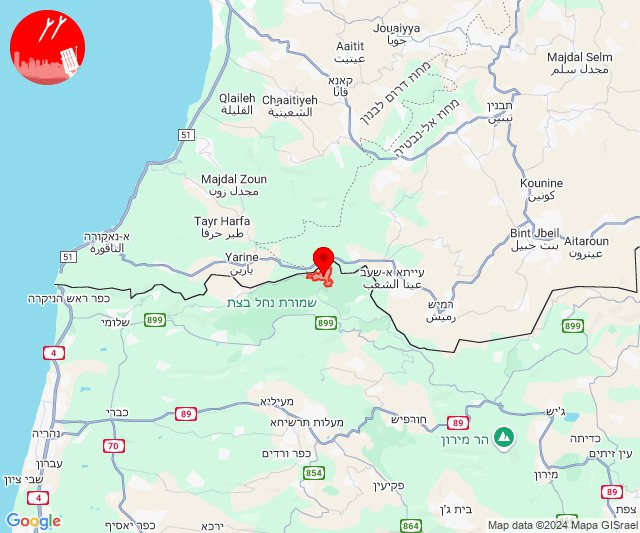 Jouaiyya
جويا
Aaitit
عيتيت
Majdal Selm
مجدل سلم
מחוז דרום לבנון
קאנא
قانا
Qlaileh
القليلة
Chaaitiyeh
الشعيتية
מחוז אל-נבטיה
תבנין
تبنين
51
Majdal Zoun
مجدل زون
Kounine
كونين
Tayr Harfa
طير حرفا
א-נאקורה
الناقورة
Bint Jbeil
بنت جبيل
Aitaroun
عيترون
51
Yarine
يارين
עייתא א-שעב
عيتا الشعب
כפר ראש הניקרה
שמורת נחל בצת
רמיש
رميش
שלומי
899
899
899
4
מעיליא
כברי
89
מעלות תרשיחא
חורפיש
89
ג'יש
נהריה
70
הר מירון
כדיתה
עברון
כפר ורדים
עין זיתים
שבי ציון
854
מירון
4
פקיעין
89
Google
כפר יאסיף
ירכא
864
בית ג'ן
צפת
Map data ©2024 Mapa GISrael